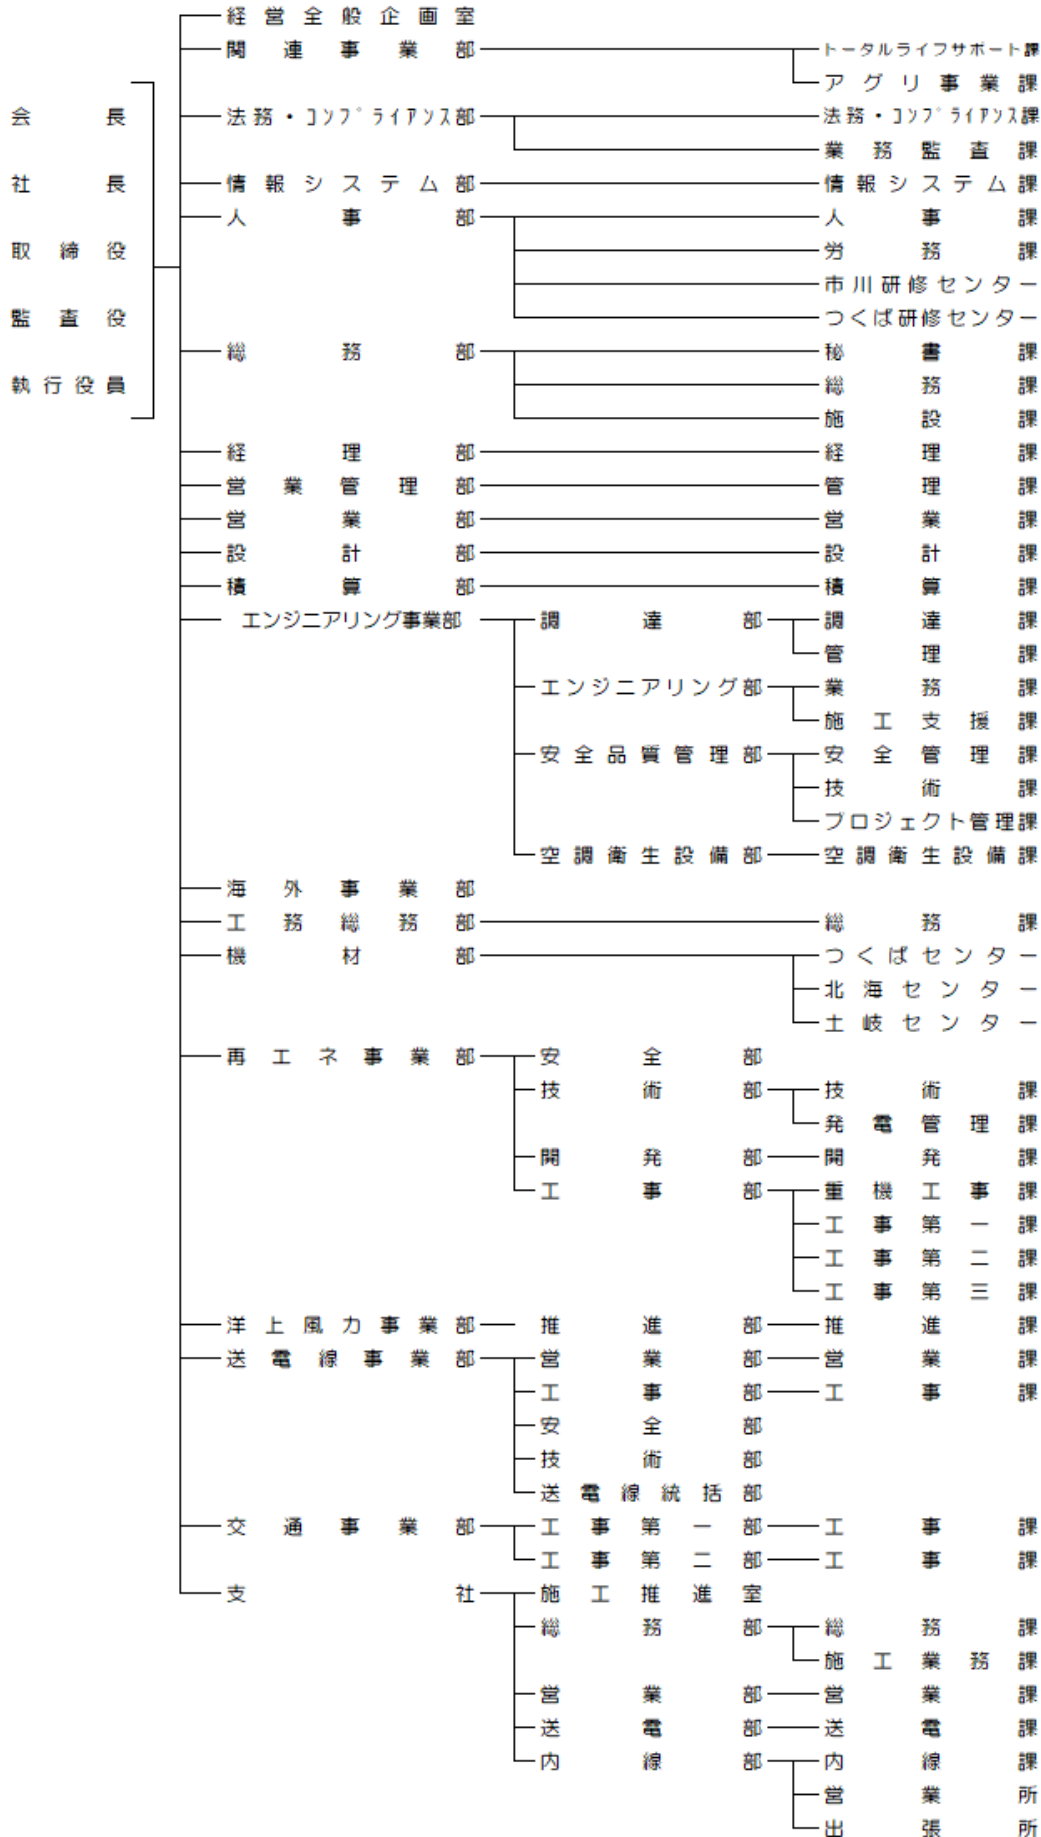 経営全般企画室
関連事業部 トータルライフサポート課
アグリ事業課
会長 法務・コンプライアンス部 法務・コンプライアンス課
業務監査課
社長 情報システム部 情報システム課
人事部 人事課
取締役 労務課
市川研修センター
監査役 つくば研修センター
総務部 秘書課
執行役員 総務課
施設課
経理部 経理課
営業管理部 管理課
営業部 営業課
設計部 設計課
積算部 積算課
エンジニアリング事業部 調達部 調達課
管理課
エンジニアリング部 業務課
施工支援課
安全品質管理部 安全管理課
技術課
プロジェクト管理課
空調衛生設備部 空調衛生設備課
海外事業部
工務総務部 総務課
機材部 つくばセンター
北海センター
土岐センター
再エネ事業部 安全部
技術部 技術課
発電管理課
開発部 開発課
工事部 重機工事課
工事第一課
工事第二課
工事第三課
洋上風力事業部 推進部 推進課
送電線事業部 営業部 営業課
工事部 工事課
安全部
技術部
送電線統括部
交通事業部 工事第一部 工事課
工事第二部 工事課
支社 施工推進室
総務部 総務課
施工業務課
営業部 営業課
送電部 送電課
内線部 内線課
営業所
出張所